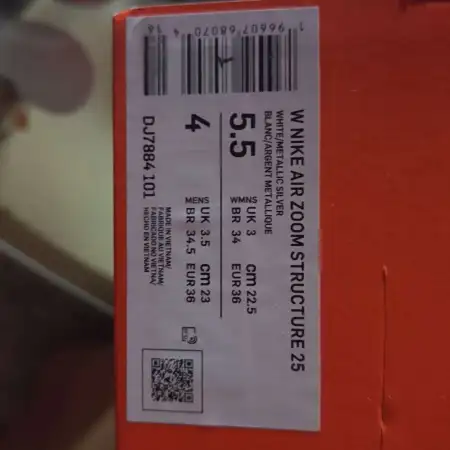 W NIKE AIR ZOOM STRUCTURE 25
WHITE/METALLIC SILVER
BLANC/ARGENT METALLIQUE
5.5
WMNS
UK 3
BR 34
cm 22.5
EUR 36
4
MENS
UK 3.5
BR 34.5
cm 23
EUR 36
DJ7884 101
MADE IN VIETNAM/
FABRIQUE AU VIETNAM/
FABRICADO NO VIETNÃ/
HECHO EN VIETNAM